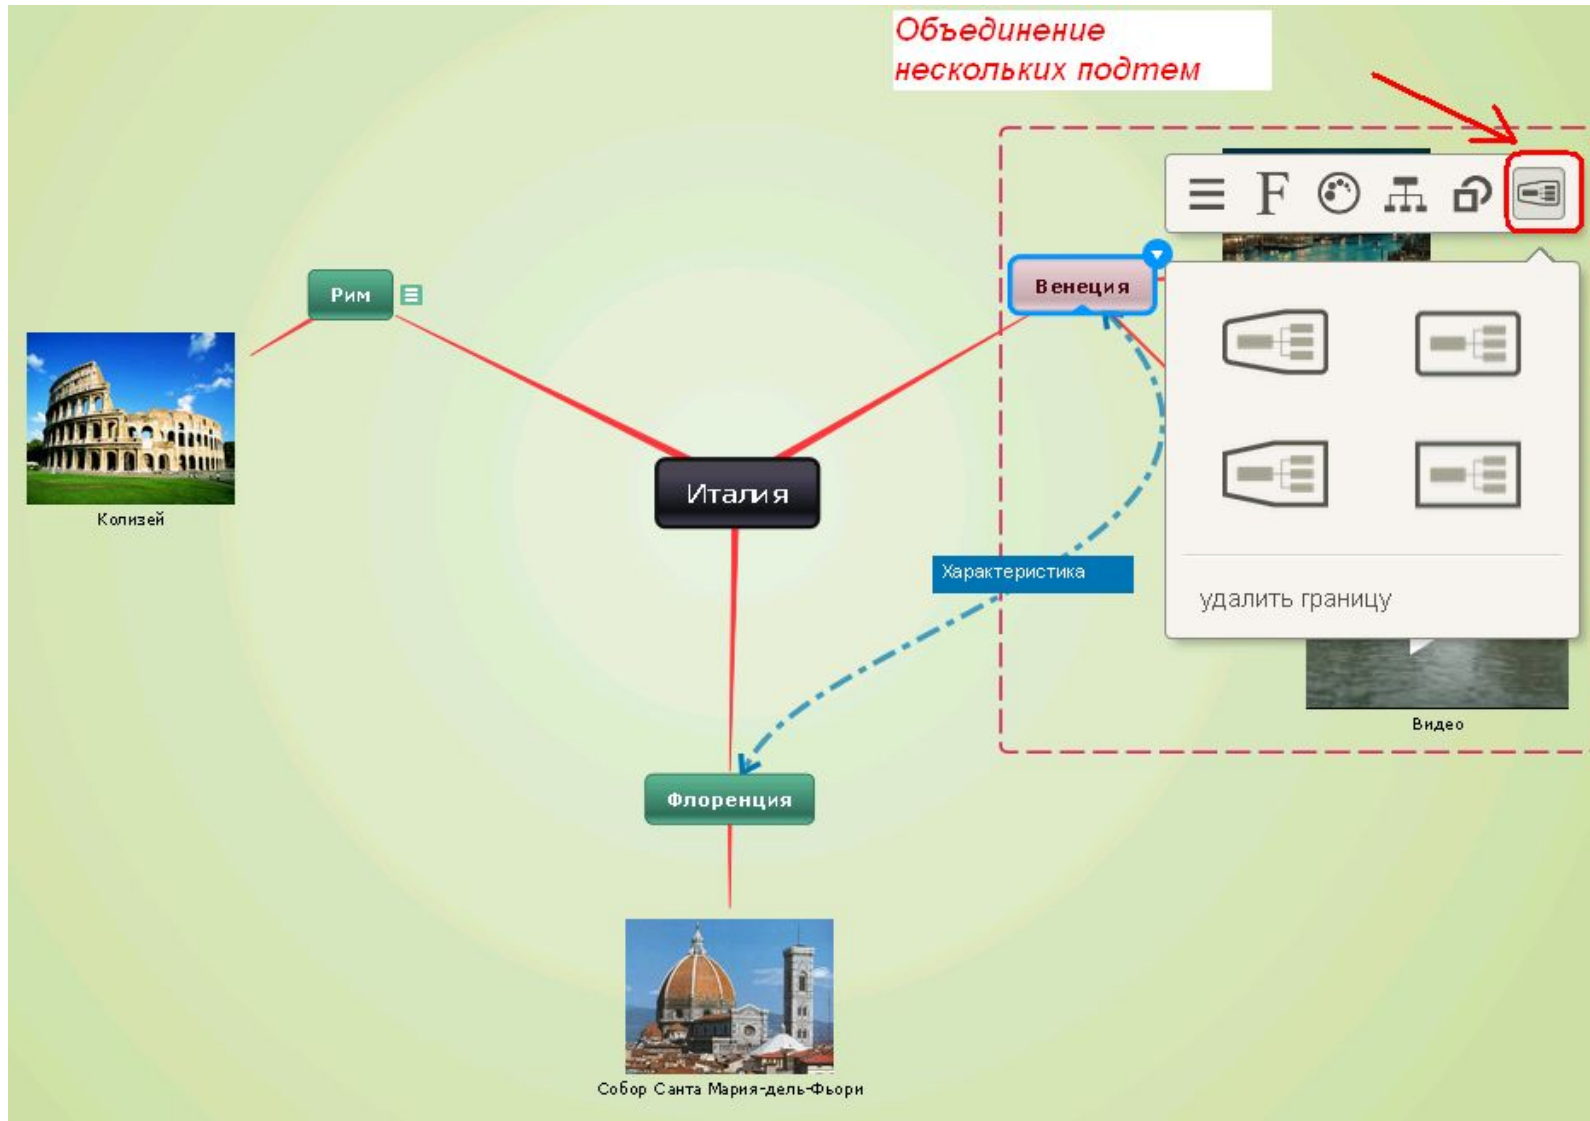 Объединение
нескольких подтем
F
Рим
Венеция
Колизей
Италия
Характеристика
удалить границу
Видео
Флоренция
Собор Санта Мария-дель-Фьори